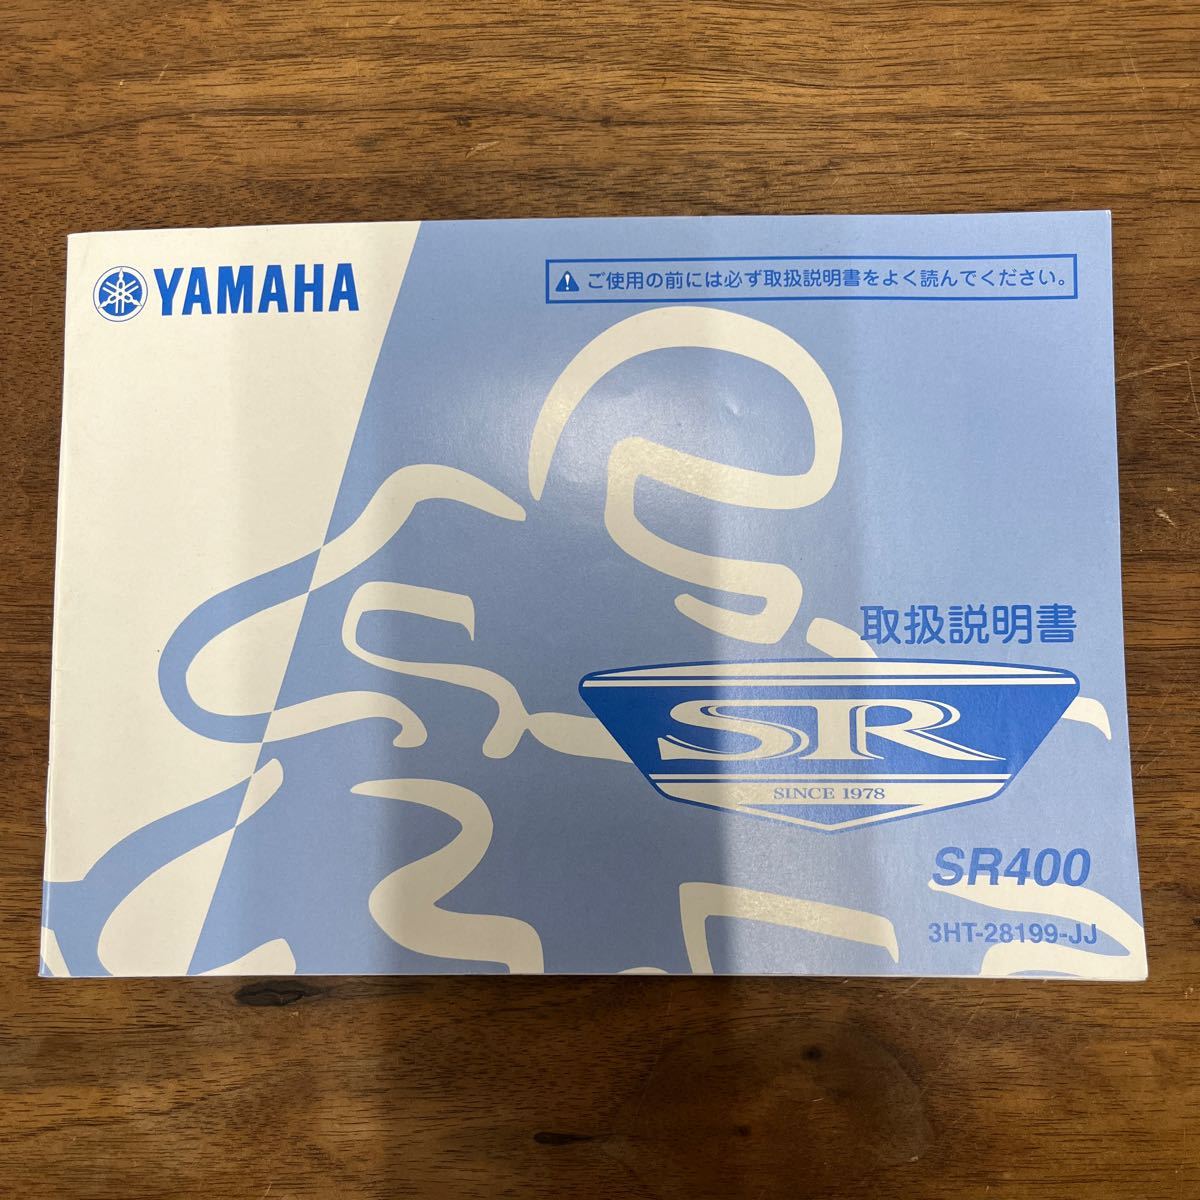 YAMAHA
ご使用の前には必ず取扱説明書をよく読んでください。
取扱説明書
SR
SINCE 1978
SR400
3HT-28199-JJ